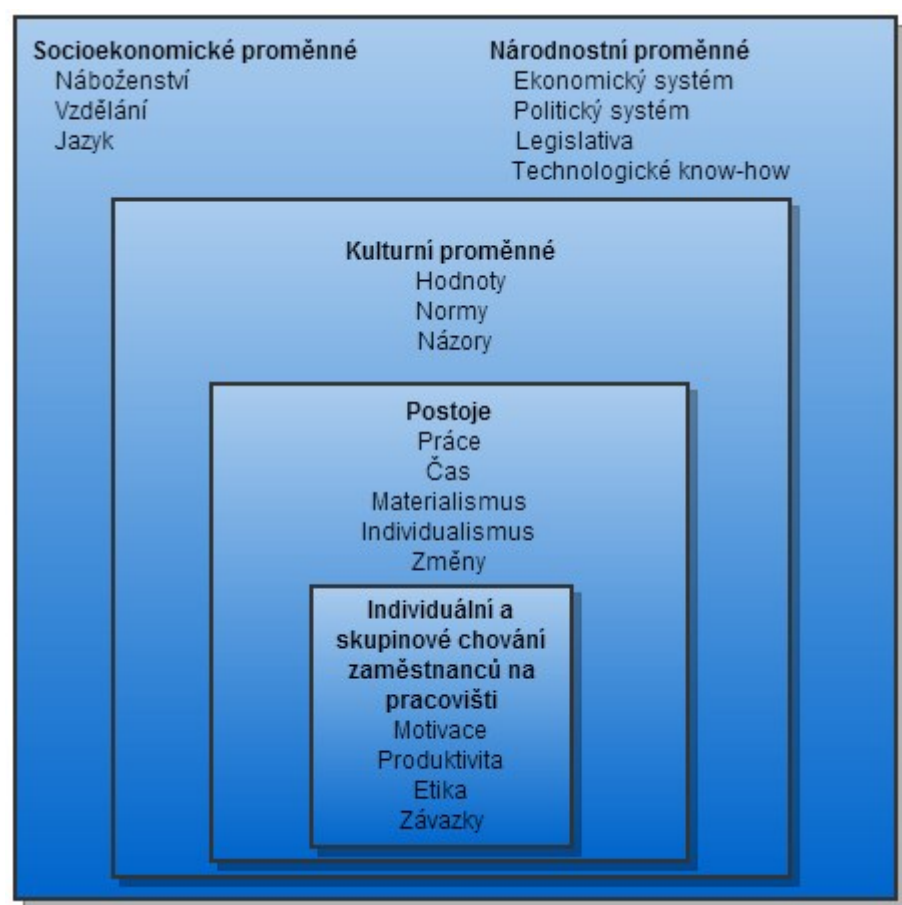 Socioekonomické proměnné
Náboženství
Vzdělání
Jazyk
Národnostní proměnné
Ekonomický systém
Politický systém
Legislativa
Technologické know-how
Kulturní proměnné
Hodnoty
Normy
Názory
Postoje
Práce
Čas
Materialismus
Individualismus
Změny
Individuální a
skupinové chování
zaměstnanců na
pracovišti
Motivace
Produktivita
Etika
Závazky